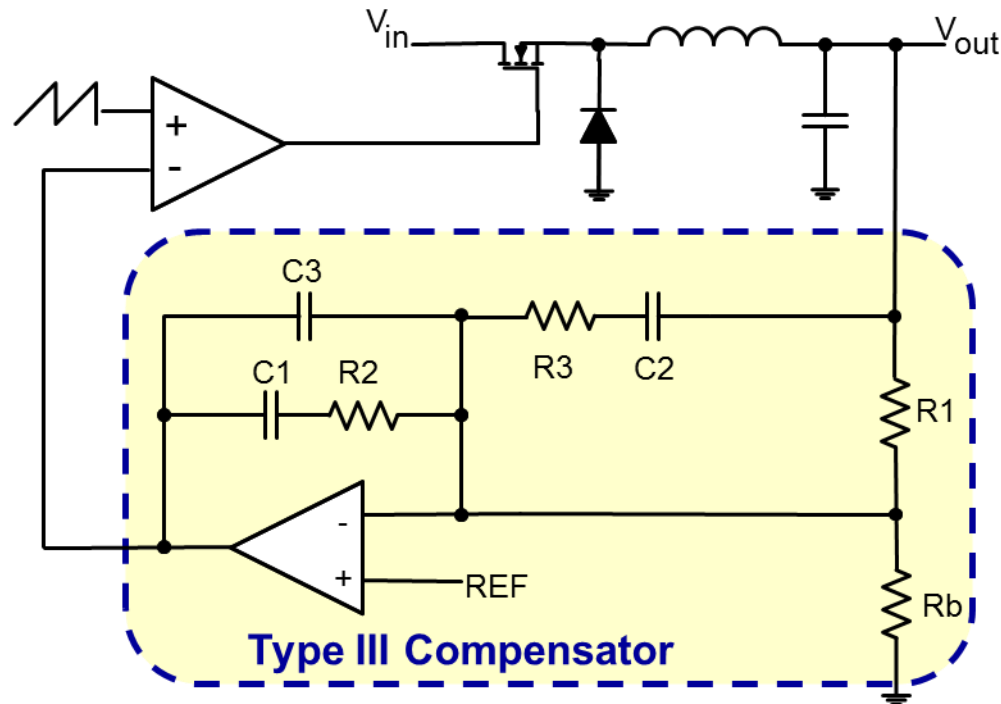 Vin
Vout
+
-
C3
C1
R2
R3
C2
R1
-
+
REF
Rb
Type III Compensator